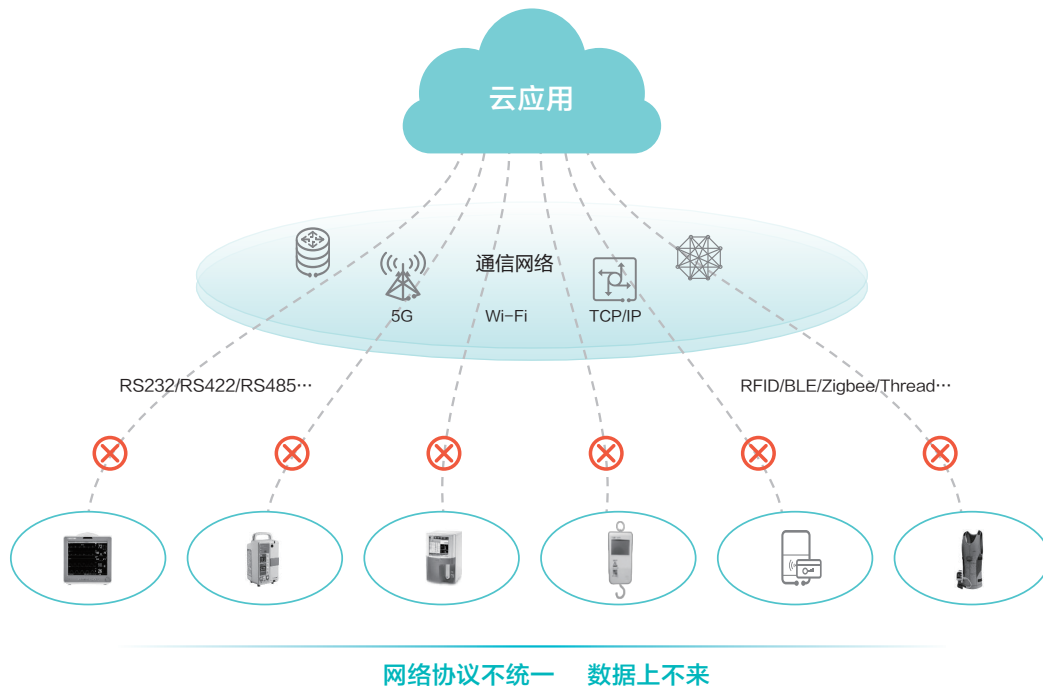 云应用
通信网络
5G
Wi-Fi
TCP/IP
RS232/RS422/RS485…
RFID/BLE/Zigbee/Thread…
网络协议不统一 数据上不来